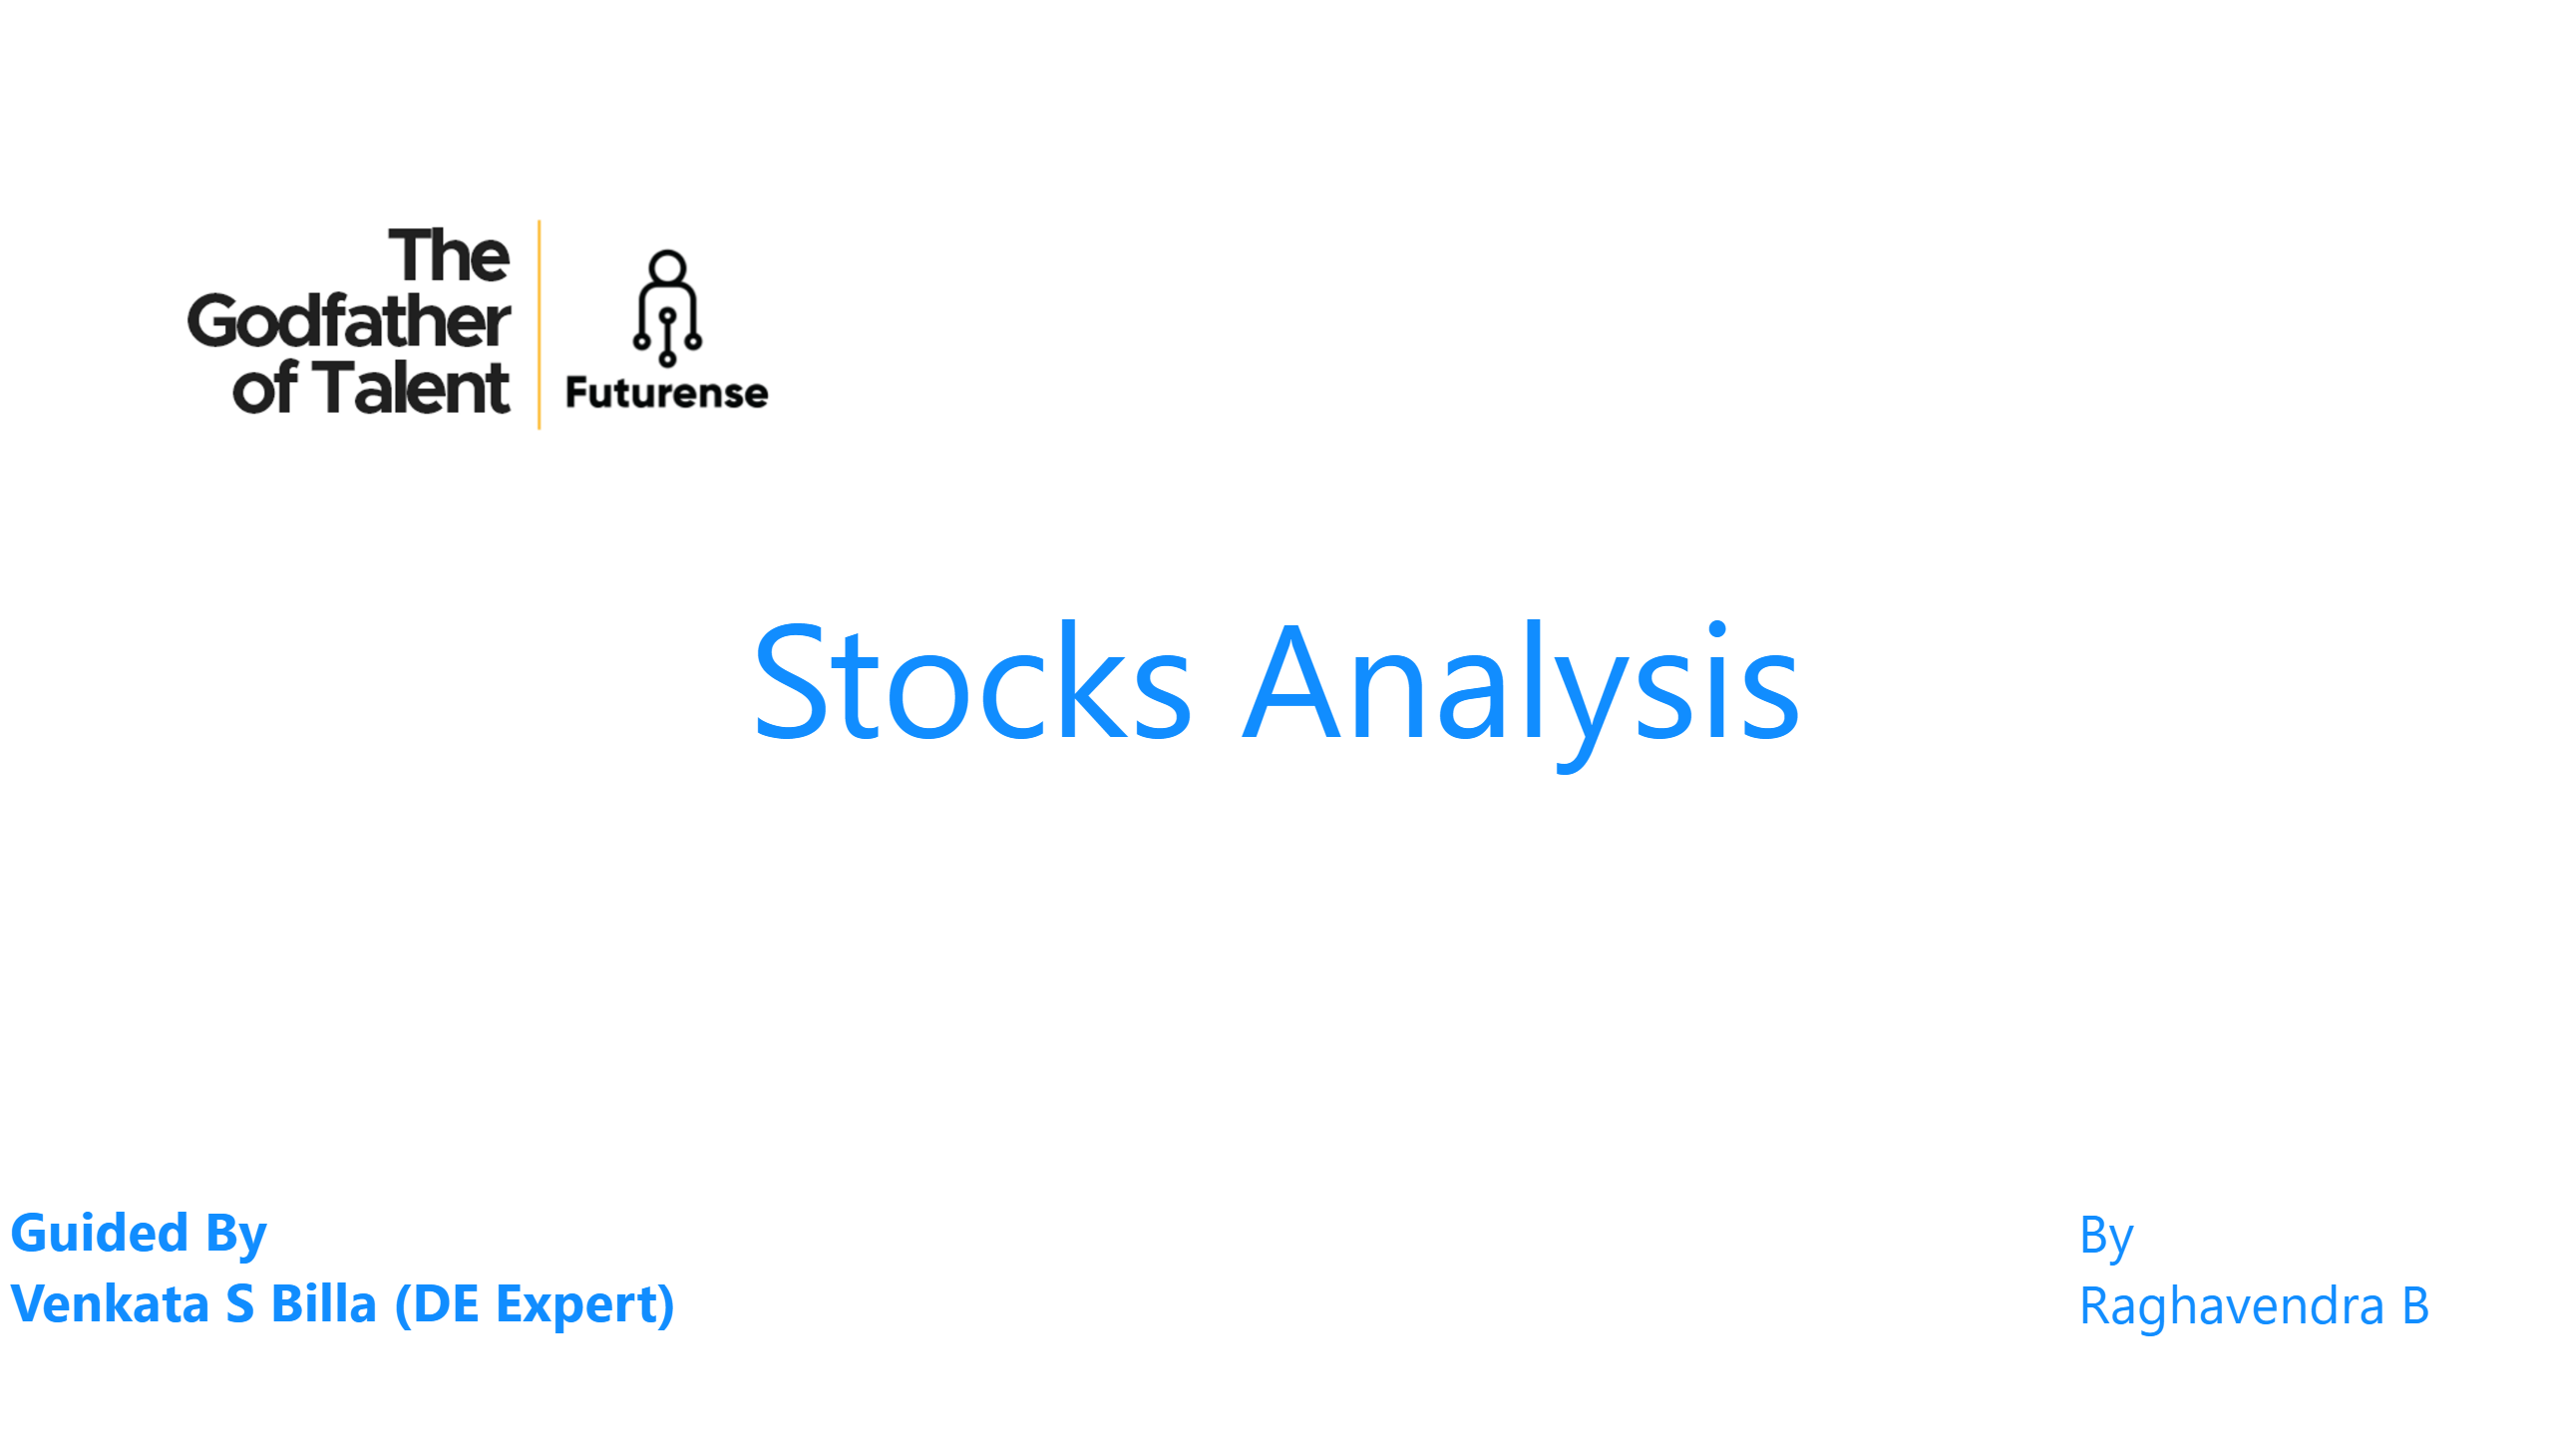 The
Godfather
of Talent
Futurense
Stocks Analysis
Guided By
Venkata S Billa (DE Expert)
By
Raghavendra B